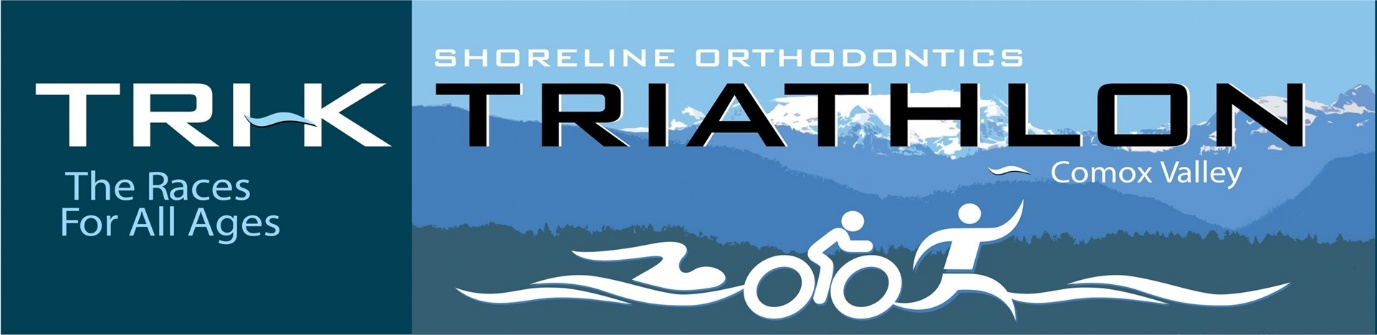 TRI-K
The Races
For All Ages
SHORELINE ORTHODONTICS
TRIATHLON
Comox Valley